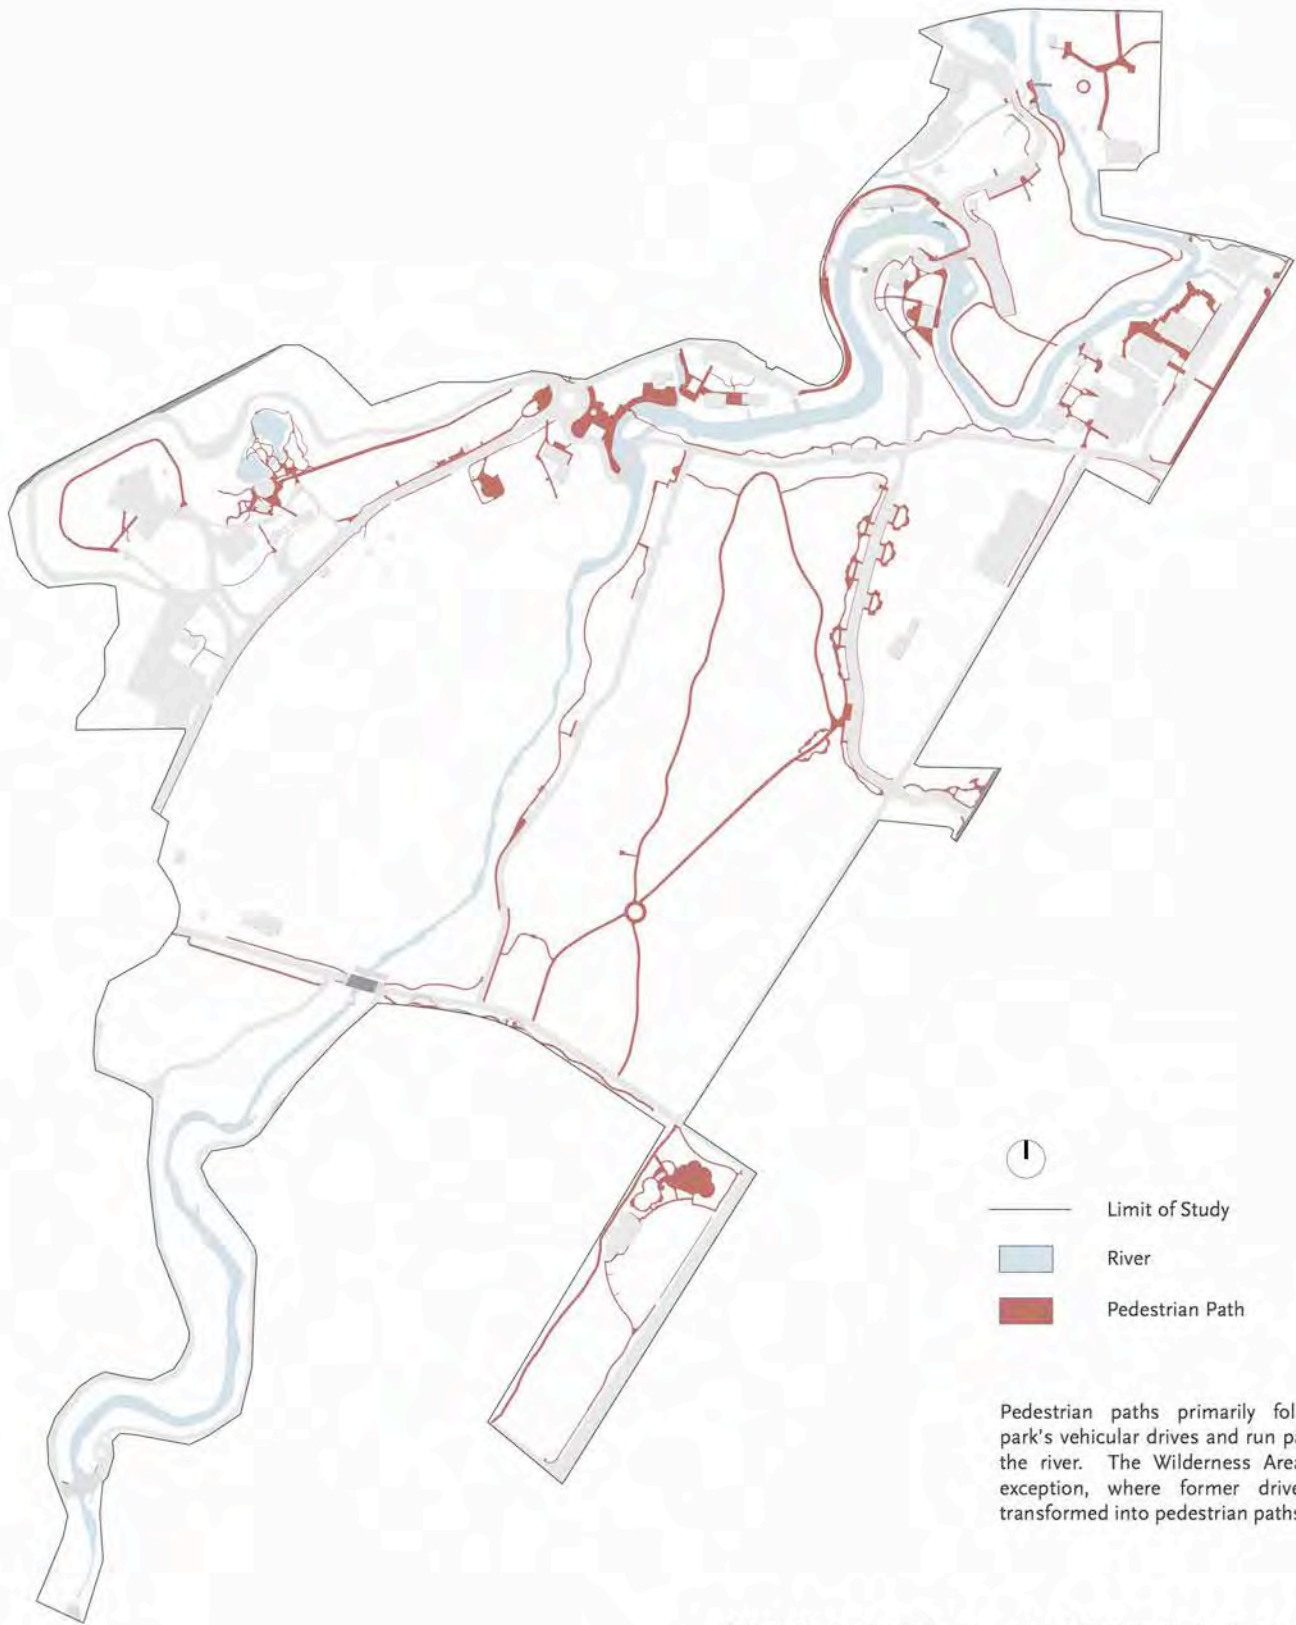 Limit of Study
River
Pedestrian Path
Pedestrian paths primarily fol
park's vehicular drives and run pa
the river. The Wilderness Area
exception, where former drive
transformed into pedestrian paths